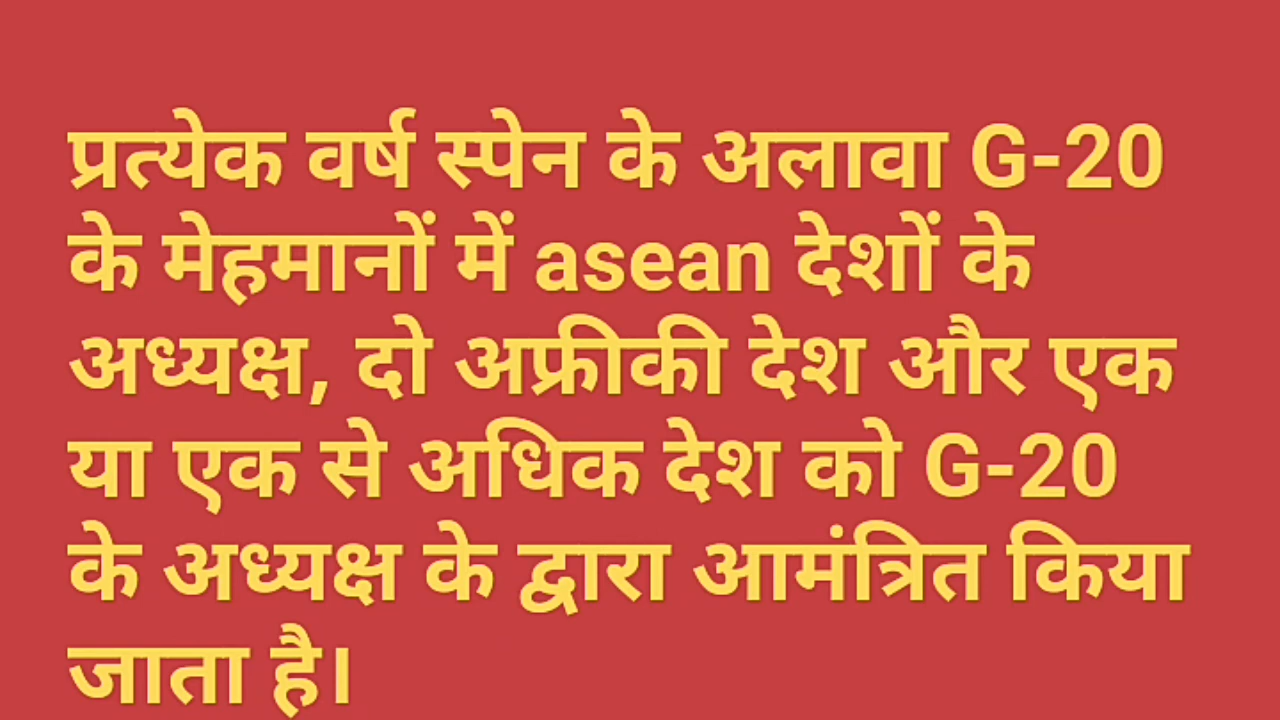 प्रत्येक वर्ष स्पेन के अलावा G-20
के मेहमानों में asean देशों के
अध्यक्ष, दो अफ्रीकी देश और एक
या एक से अधिक देश को G-20
के अध्यक्ष के द्वारा आमंत्रित किया
जाता है।